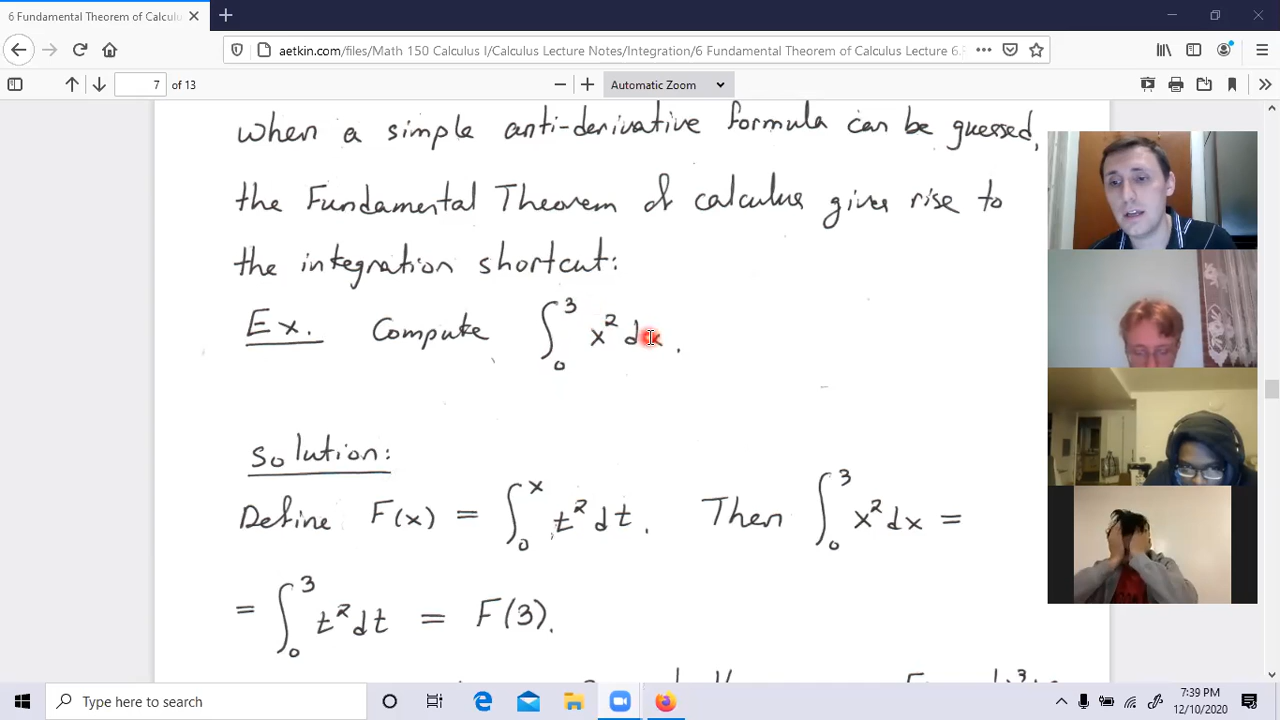 6 Fundamental Theorem of Calculu
aetkin.com/files/Math 150 Calculus I/Calculus Lecture Notes/Integration/6 Fundamental Theorem of Calculus Lecture 6.
7 of 13
Automatic Zoom
when a simple anti-derivative formula can be guessed,
the Fundamental Theorem of calculus gives rise to
the integration shortcut:
Ex. Compute ∫₀³ x² dx.
Solution:
Define F(x) = ∫₀ˣ t² dt. Then ∫₀³ x² dx =
= ∫₀³ t² dt = F(3).
Type here to search
7:39 PM
12/10/2020